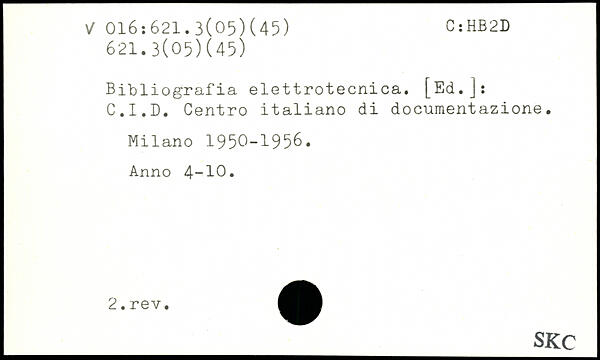 V 016:621.3(05)(45) C:HB2D
621.3(05)(45)
Bibliografia elettrotecnica. [Ed.]:
C.I.D. Centro italiano di documentazione.
Milano 1950-1956.
Anno 4-10.
2.rev.
SKC